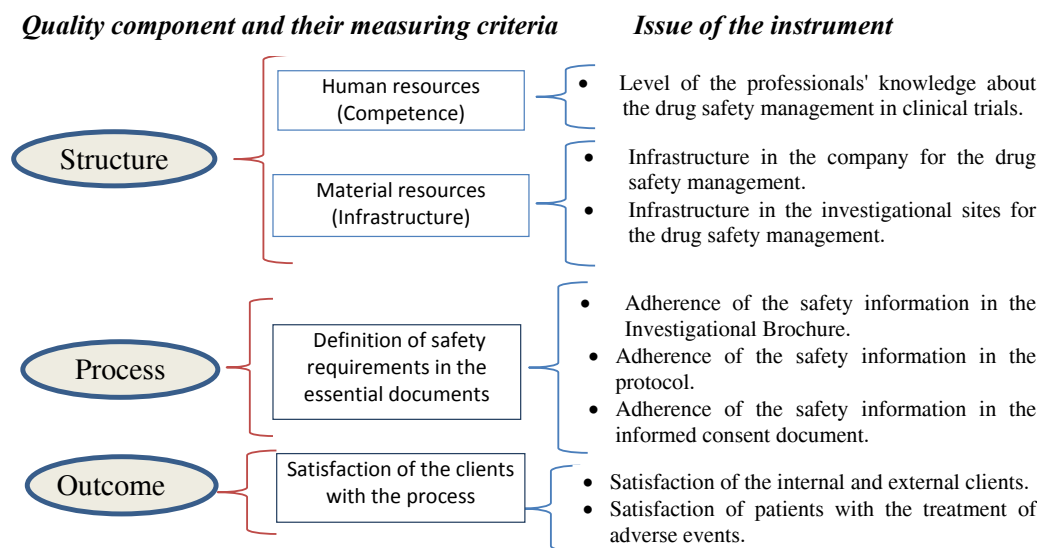 Quality component and their measuring criteria
Issue of the instrument
Structure
Human resources
(Competence)
• Level of the professionals' knowledge about
the drug safety management in clinical trials.
Material resources
(Infrastructure)
• Infrastructure in the company for the drug
safety management.
• Infrastructure in the investigational sites for
the drug safety management.
Process
Definition of safety
requirements in the
essential documents
• Adherence of the safety information in the
Investigational Brochure.
• Adherence of the safety information in the
protocol.
• Adherence of the safety information in the
informed consent document.
Outcome
Satisfaction of the clients
with the process
• Satisfaction of the internal and external clients.
• Satisfaction of patients with the treatment of
adverse events.